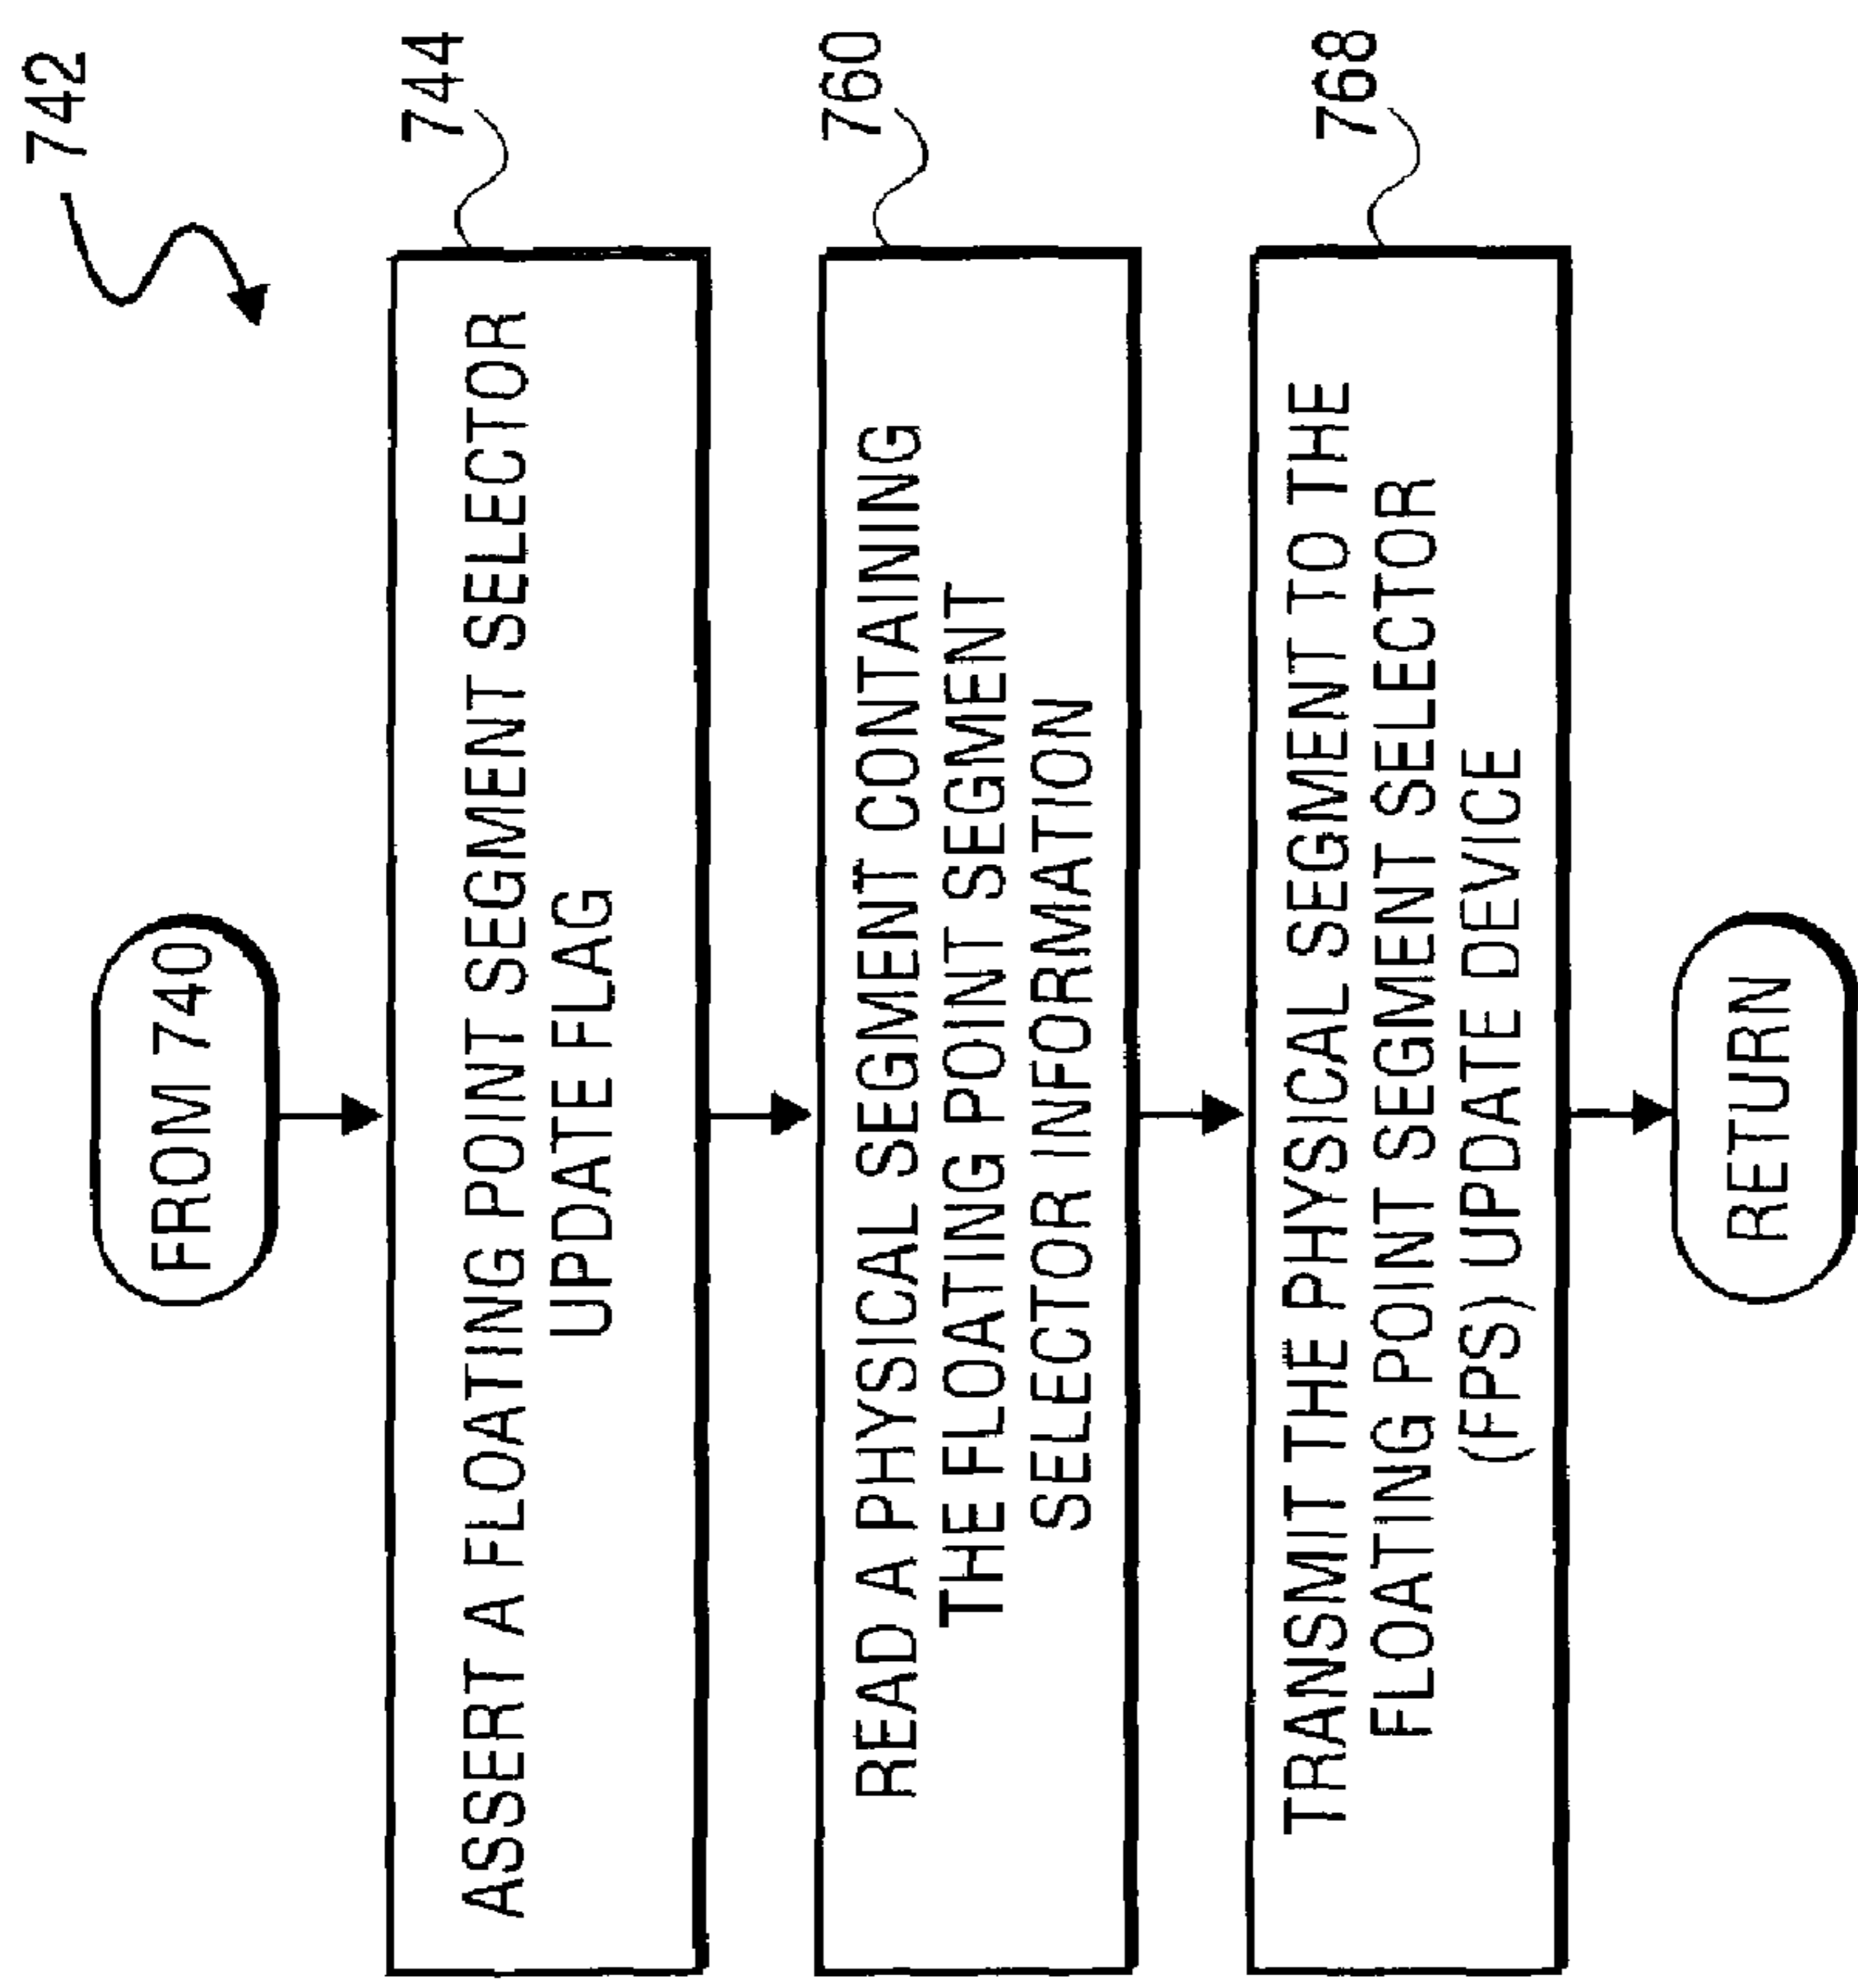 742
FROM 740
744
ASSERT A FLOATING POINT SEGMENT SELECTOR
UPDATE FLAG
760
READ A PHYSICAL SEGMENT CONTAINING
THE FLOATING POINT SEGMENT
SELECTOR INFORMATION
768
TRANSMIT THE PHYSICAL SEGMENT TO THE
FLOATING POINT SEGMENT SELECTOR
(FPS) UPDATE DEVICE
RETURN